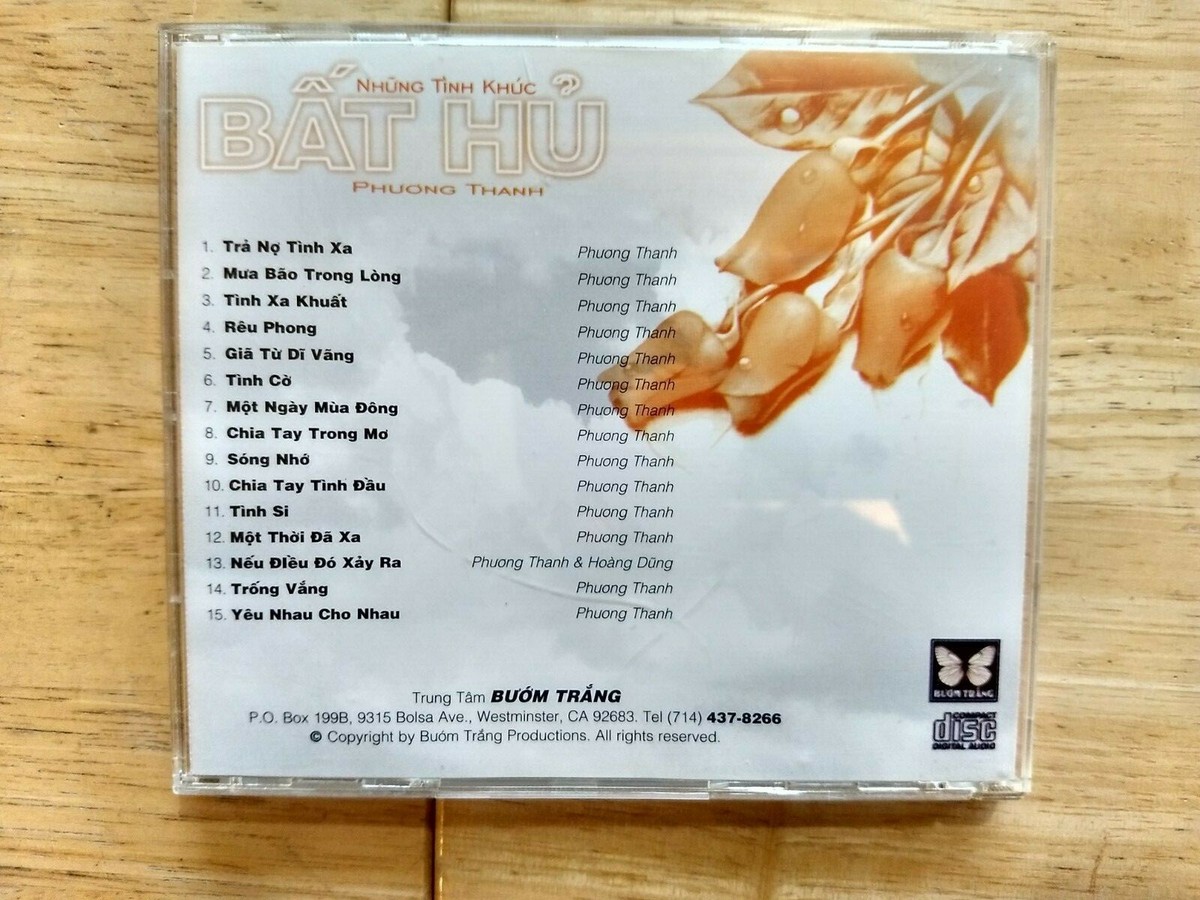 NHỮNG TÌNH KHÚC
BẤT HỦ
PHƯƠNG THANH
1. Trả Nợ Tình Xa Phương Thanh
2. Mưa Bão Trong Lòng Phương Thanh
3. Tình Xa Khuất Phương Thanh
4. Rêu Phong Phương Thanh
5. Giã Từ Dĩ Vãng Phương Thanh
6. Tình Cờ Phương Thanh
7. Một Ngày Mùa Đông Phương Thanh
8. Chia Tay Trong Mơ Phương Thanh
9. Sóng Nhớ Phương Thanh
10. Chia Tay Tình Đầu Phương Thanh
11. Tình Si Phương Thanh
12. Một Thời Đã Xa Phương Thanh
13. Nếu ĐIều Đó Xảy Ra Phương Thanh & Hoàng Dũng
14. Trống Vắng Phương Thanh
15. Yêu Nhau Cho Nhau Phương Thanh
Trung Tâm BƯỚM TRẮNG
P.O. Box 199B, 9315 Bolsa Ave., Westminster, CA 92683. Tel (714) 437-8266
© Copyright by Bướm Trắng Productions. All rights reserved.
BƯỚM TRẮNG
COMPACT
disc
DIGITAL AUDIO